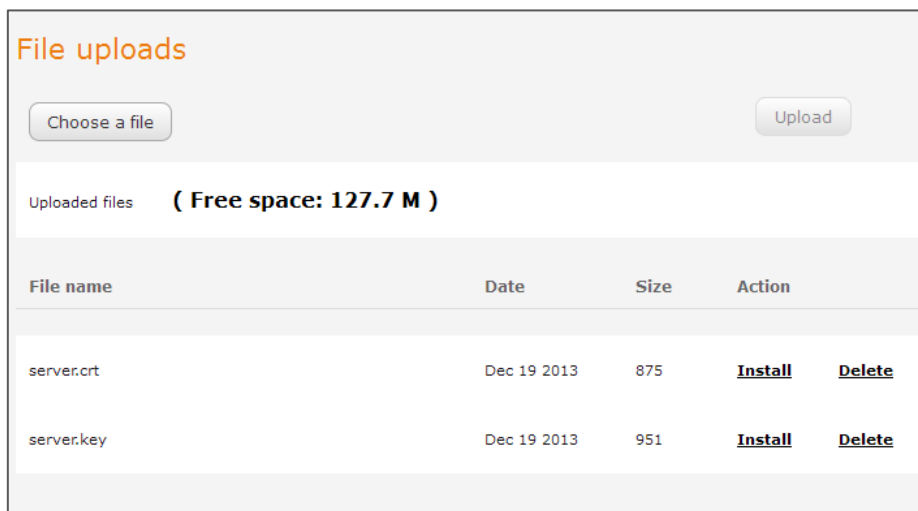 File uploads
Choose a file Upload
Uploaded files ( Free space: 127.7 M )
File name Date Size Action
server.crt Dec 19 2013 875 Install Delete
server.key Dec 19 2013 951 Install Delete